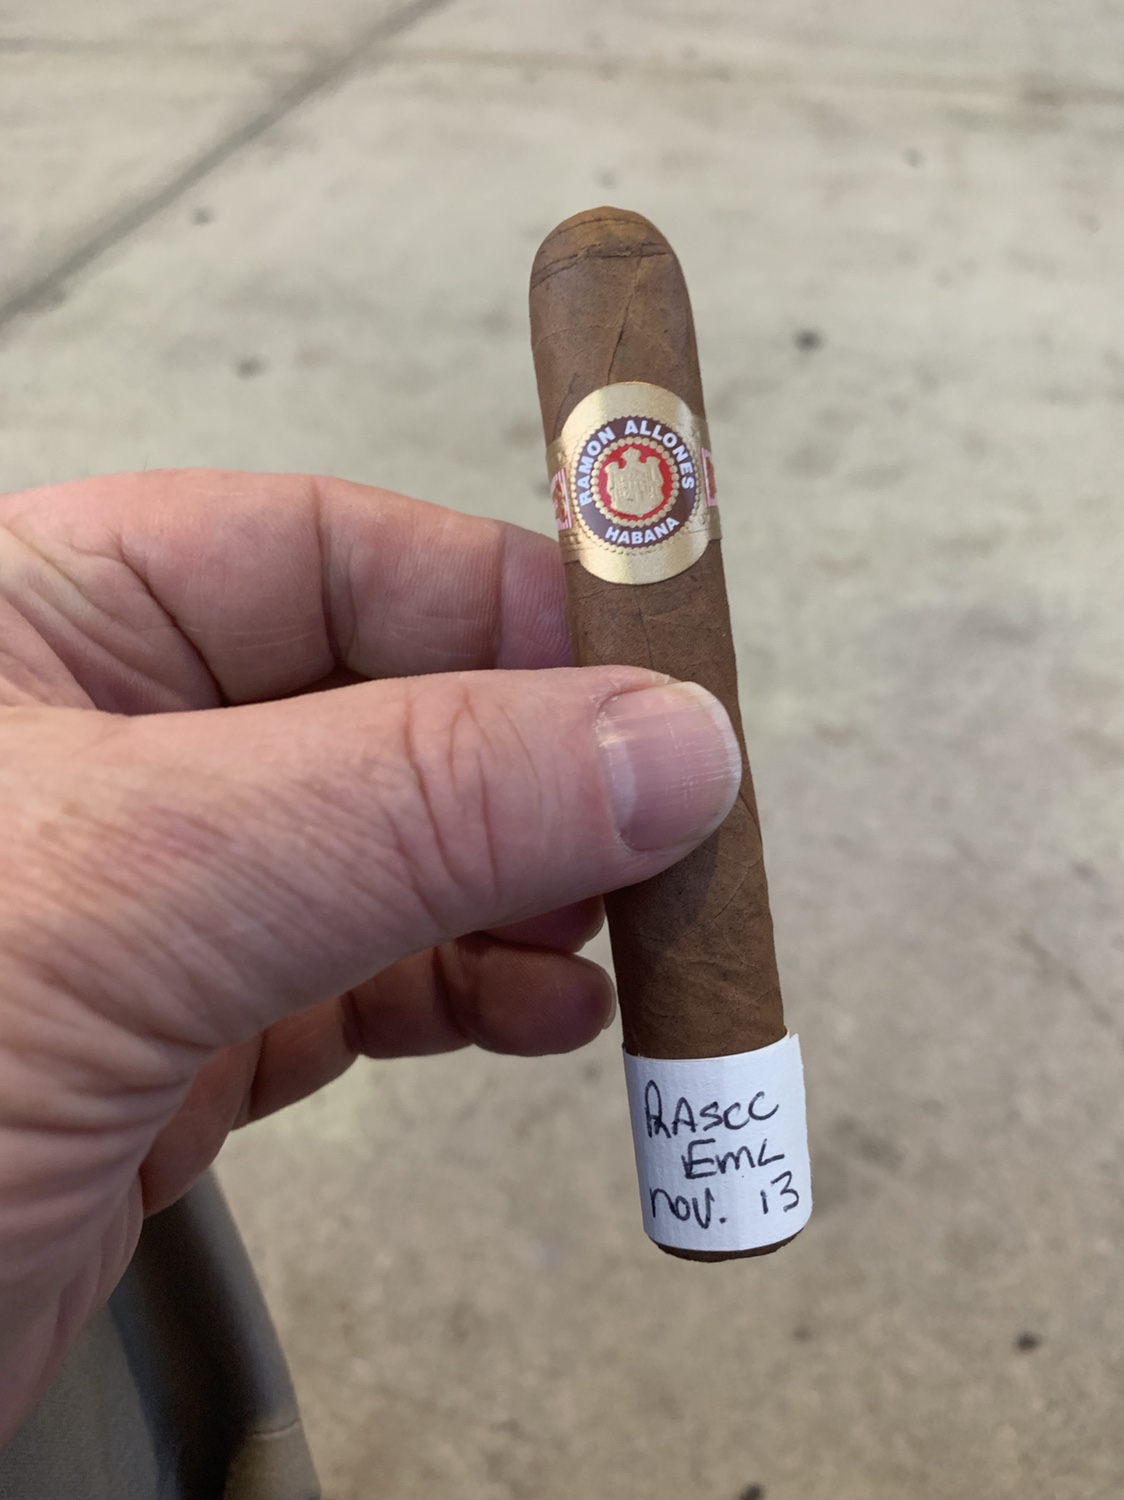 RAMON ALLONES
HABANA
RASCC
EML
nov. 13